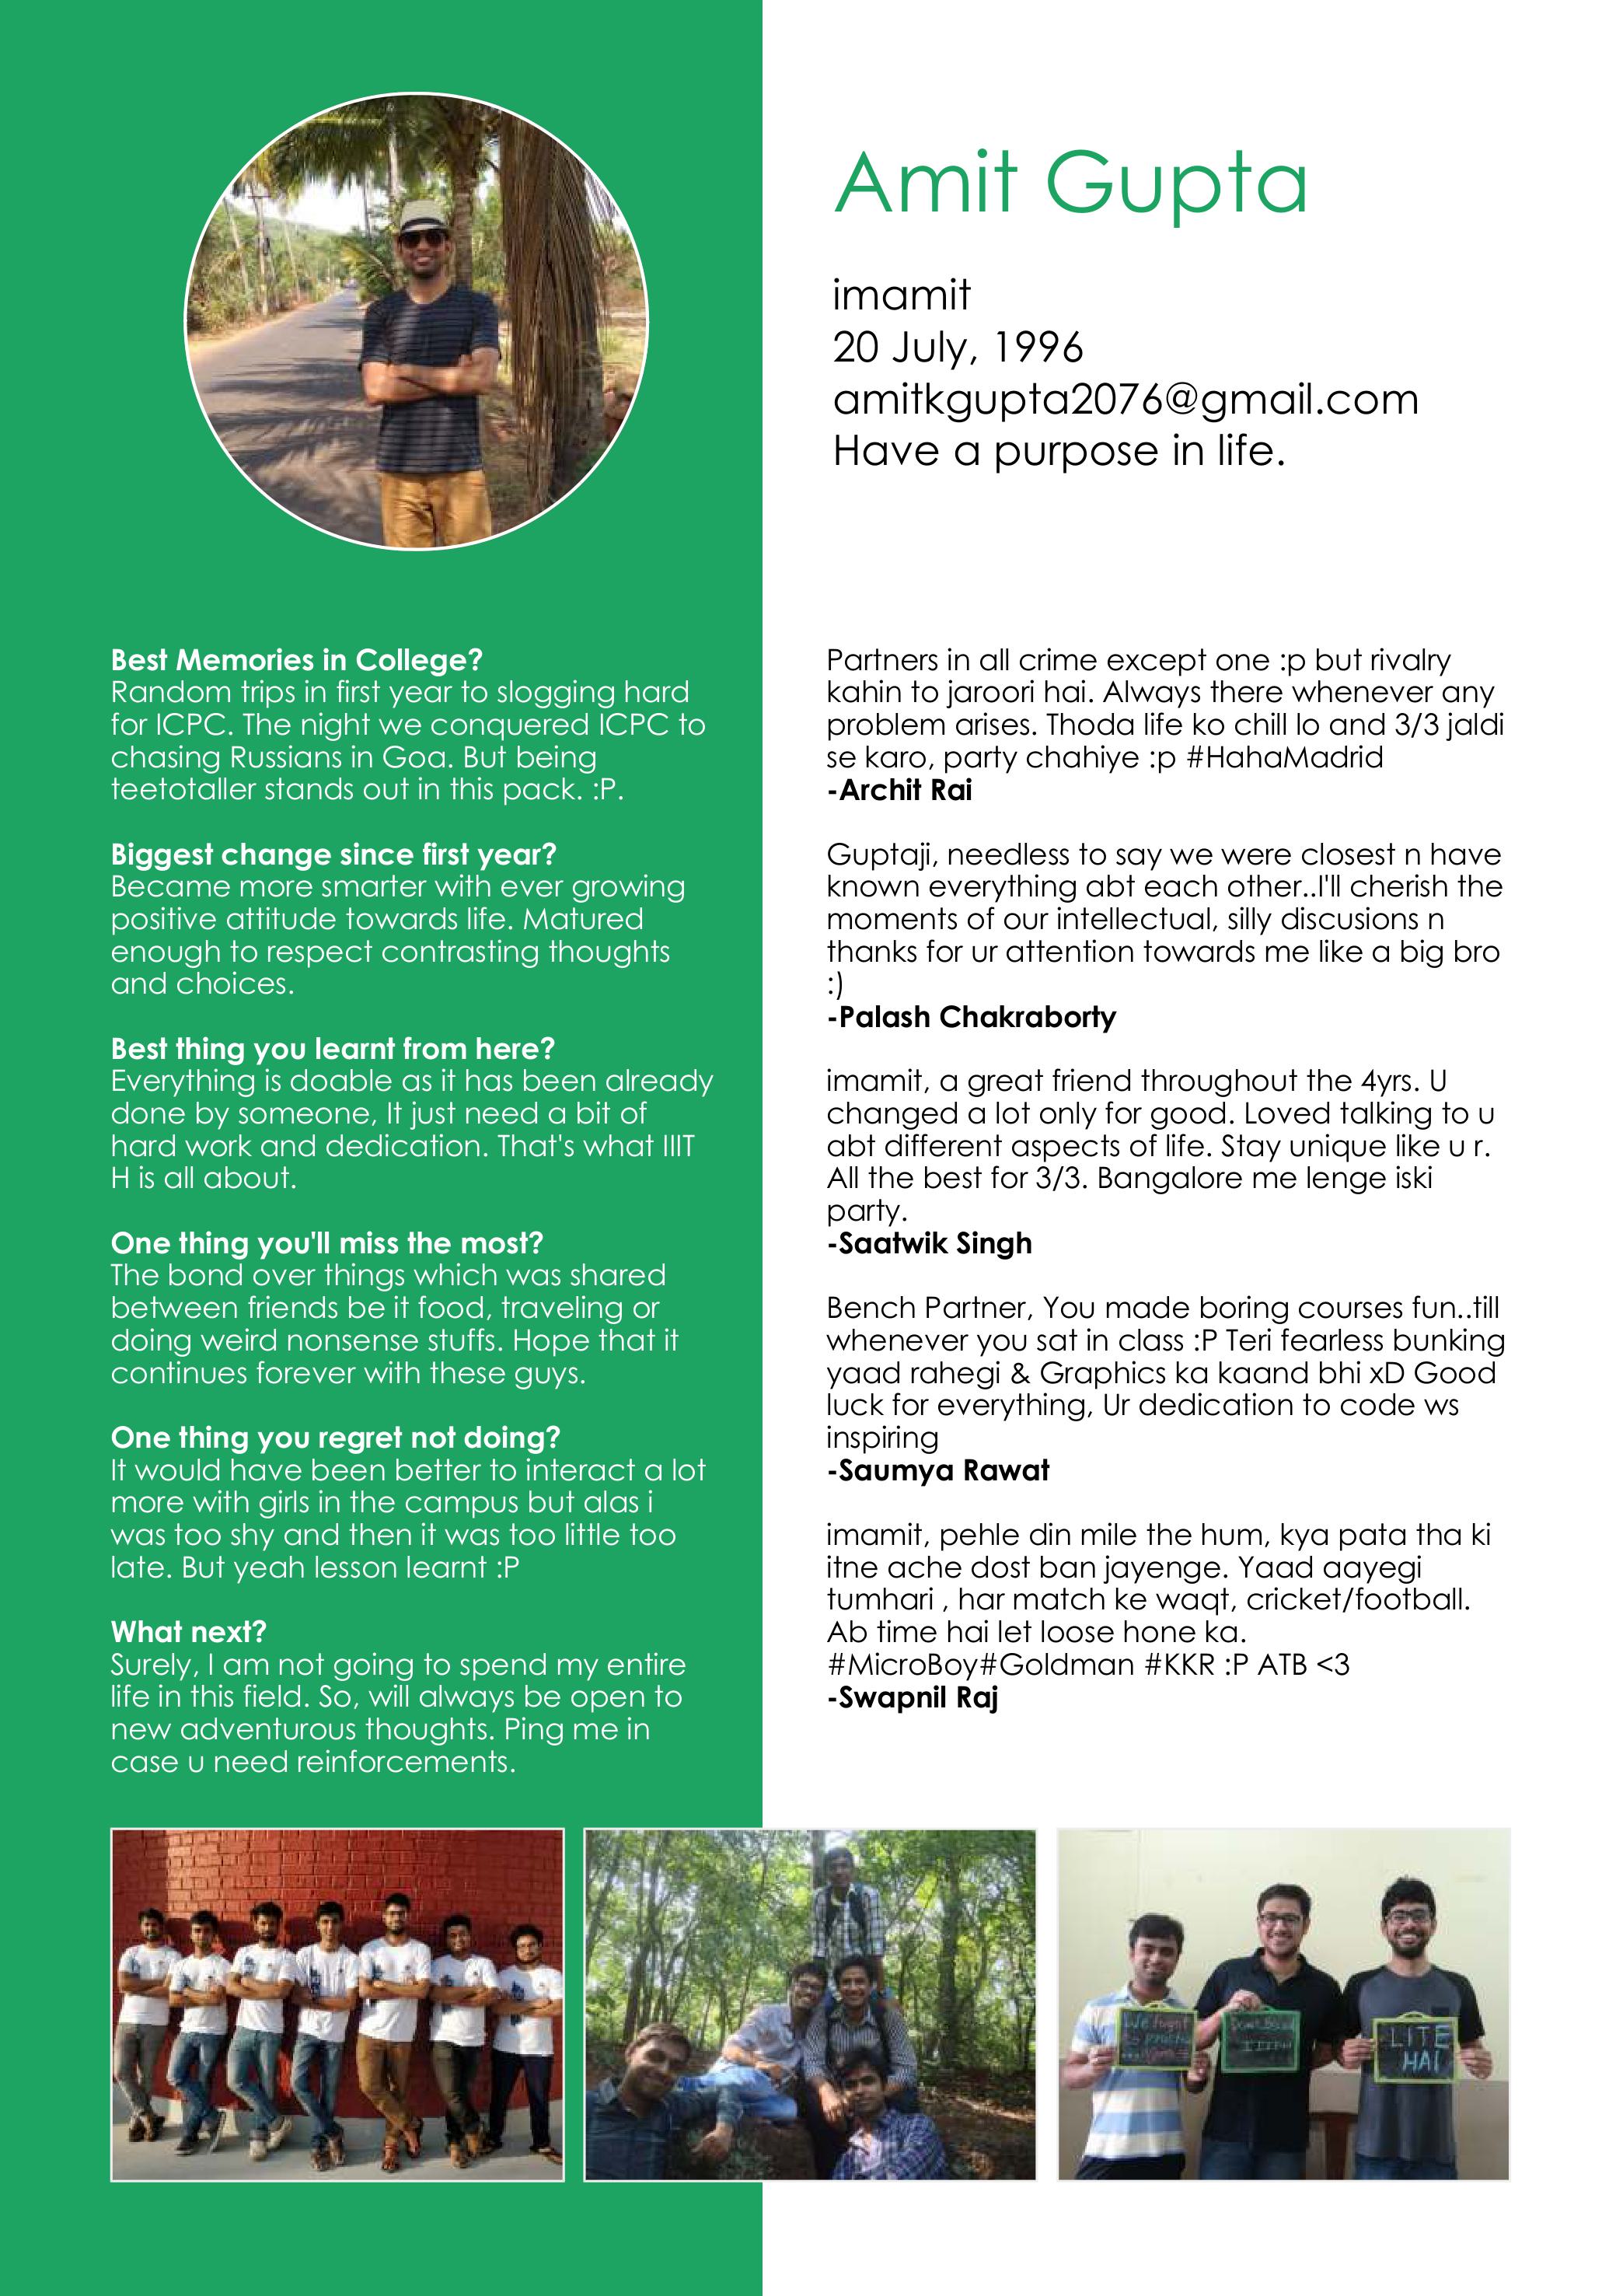 Amit Gupta
imamit
20 July, 1996
amitkgupta2076@gmail.com
Have a purpose in life.
Best Memories in College?
Random trips in first year to slogging hard
for ICPC. The night we conquered ICPC to
chasing Russians in Goa. But being
teetotaller stands out in this pack. :P.
Biggest change since first year?
Became more smarter with ever growing
positive attitude towards life. Matured
enough to respect contrasting thoughts
and choices.
Best thing you learnt from here?
Everything is doable as it has been already
done by someone, It just need a bit of
hard work and dedication. That's what IIIT
H is all about.
One thing you'll miss the most?
The bond over things which was shared
between friends be it food, traveling or
doing weird nonsense stuffs. Hope that it
continues forever with these guys.
One thing you regret not doing?
It would have been better to interact a lot
more with girls in the campus but alas i
was too shy and then it was too little too
late. But yeah lesson learnt :P
What next?
Surely, I am not going to spend my entire
life in this field. So, will always be open to
new adventurous thoughts. Ping me in
case u need reinforcements.
Partners in all crime except one :p but rivalry
kahin to jaroori hai. Always there whenever any
problem arises. Thoda life ko chill lo and 3/3 jaldi
se karo, party chahiye :p #HahaMadrid
-Archit Rai
Guptaji, needless to say we were closest n have
known everything abt each other..I'll cherish the
moments of our intellectual, silly discusions n
thanks for ur attention towards me like a big bro
:)
-Palash Chakraborty
imamit, a great friend throughout the 4yrs. U
changed a lot only for good. Loved talking to u
abt different aspects of life. Stay unique like u r.
All the best for 3/3. Bangalore me lenge iski
party.
-Saatwik Singh
Bench Partner, You made boring courses fun..till
whenever you sat in class :P Teri fearless bunking
yaad rahegi & Graphics ka kaand bhi xD Good
luck for everything, Ur dedication to code ws
inspiring
-Saumya Rawat
imamit, pehle din mile the hum, kya pata tha ki
itne ache dost ban jayenge. Yaad aayegi
tumhari , har match ke waqt, cricket/football.
Ab time hai let loose hone ka.
#MicroBoy#Goldman #KKR :P ATB <3
-Swapnil Raj
We
IIITH
LITE
HAI